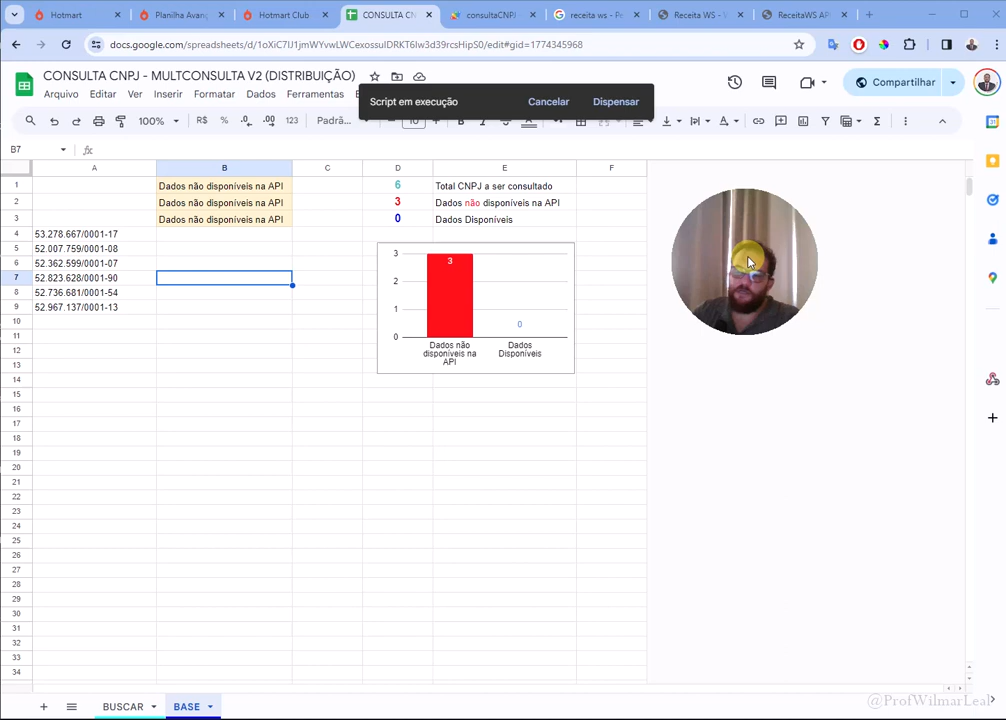 Hotmart
Planilha Avanç
Hotmart Club
CONSULTA CN
consultaCNPJ
receita ws - Pe
Receita WS - W
ReceitaWS API
docs.google.com/spreadsheets/d/1oXiC7IJ1mWYvwLWCexossuIDRKT6lw3d39rcsHipS0/edit#gid=1774345968
CONSULTA CNPJ - MULTCONSULTA V2 (DISTRIBUIÇÃO)
Arquivo Editar Ver Inserir Formatar Dados Ferramentas
Script em execução Cancelar Dispensar
Compartilhar
100% R$ % .0 .00 123 Padrã... 10
B7
A B C D E F
1 Dados não disponíveis na API 6 Total CNPJ a ser consultado
2 Dados não disponíveis na API 3 Dados não disponíveis na API
3 Dados não disponíveis na API 0 Dados Disponíveis
4 53.278.667/0001-17
5 52.007.759/0001-08
6 52.362.599/0001-07
7 52.823.628/0001-90
8 52.736.681/0001-54
9 52.967.137/0001-13
10
11
12
13
14
15
16
17
18
19
20
21
22
23
24
25
26
27
28
29
30
31
32
33
34
3
2
1
0
3
0
Dados não disponíveis na API
Dados Disponíveis
BUSCAR BASE
@ProfWilmarLeal